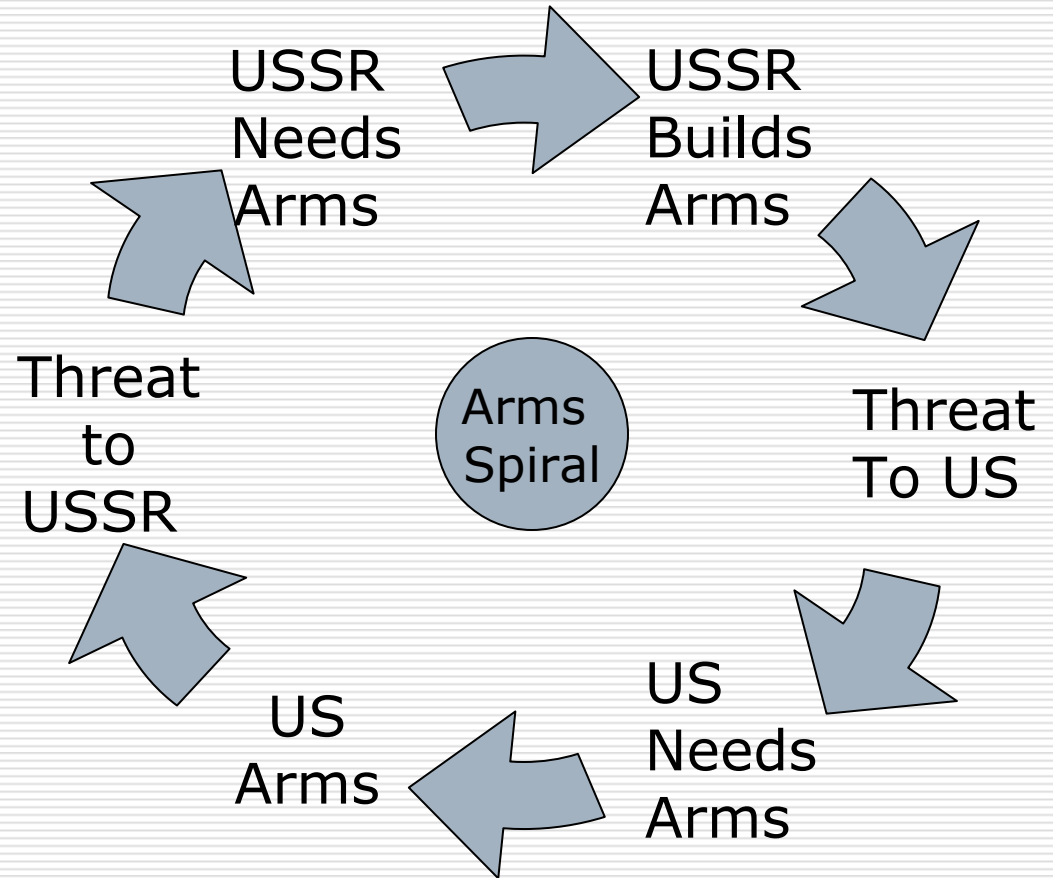 USSR
Needs
Arms
USSR
Builds
Arms
Threat
To US
US
Needs
Arms
US
Arms
Threat
to
USSR
Arms
Spiral